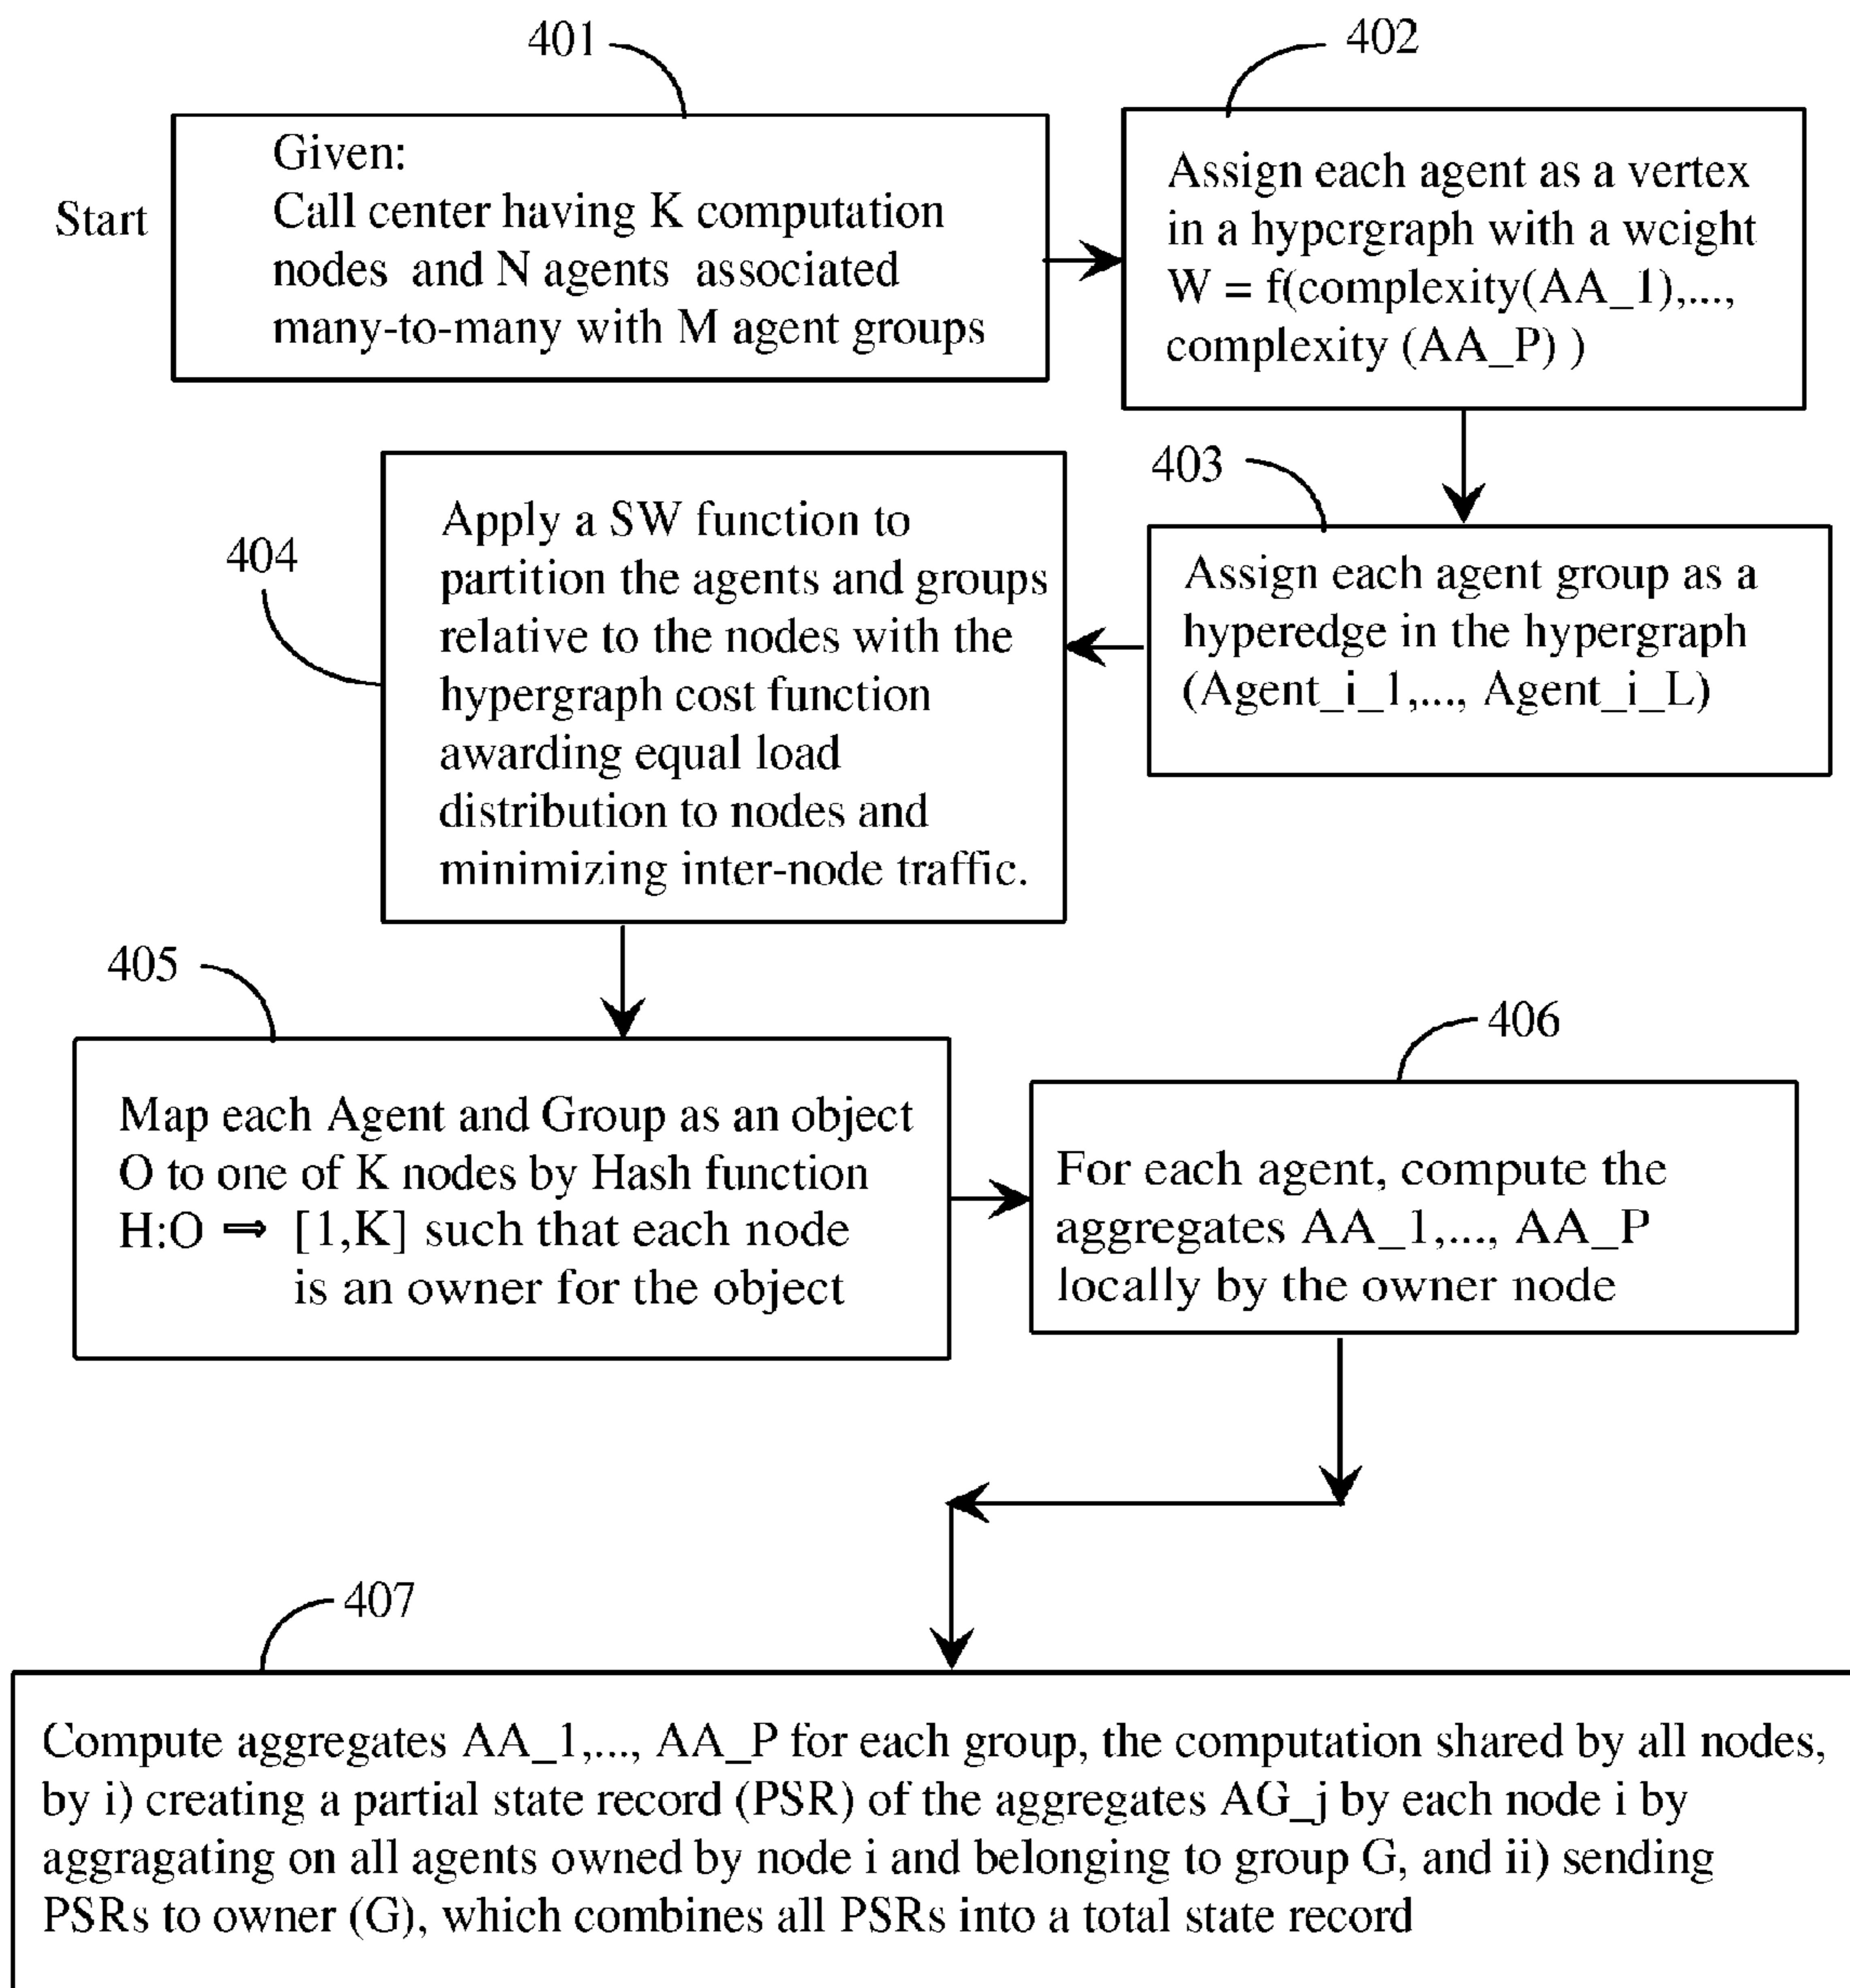 401
Start
Given:
Call center having K computation
nodes and N agents associated
many-to-many with M agent groups
402
Assign each agent as a vertex
in a hypergraph with a weight
W = f(complexity(AA_1),...,
complexity (AA_P) )
403
Assign each agent group as a
hyperedge in the hypergraph
(Agent_i_1,..., Agent_i_L)
404
Apply a SW function to
partition the agents and groups
relative to the nodes with the
hypergraph cost function
awarding equal load
distribution to nodes and
minimizing inter-node traffic.
405
Map each Agent and Group as an object
O to one of K nodes by Hash function
H:O ⇒ [1,K] such that each node
is an owner for the object
406
For each agent, compute the
aggregates AA_1,..., AA_P
locally by the owner node
407
Compute aggregates AA_1,..., AA_P for each group, the computation shared by all nodes,
by i) creating a partial state record (PSR) of the aggregates AG_j by each node i by
aggragating on all agents owned by node i and belonging to group G, and ii) sending
PSRs to owner (G), which combines all PSRs into a total state record